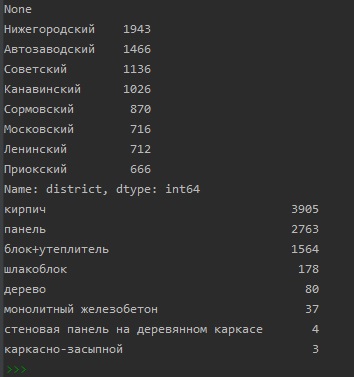 None
Нижегородский 1943
Автозаводский 1466
Советский 1136
Канавинский 1026
Сормовский 870
Московский 716
Ленинский 712
Приокский 666
Name: district, dtype: int64
кирпич 3905
панель 2763
блок+утеплитель 1564
шлакоблок 178
дерево 80
монолитный железобетон 37
стеновая панель на деревянном каркасе 4
каркасно-засыпной 3
>>>